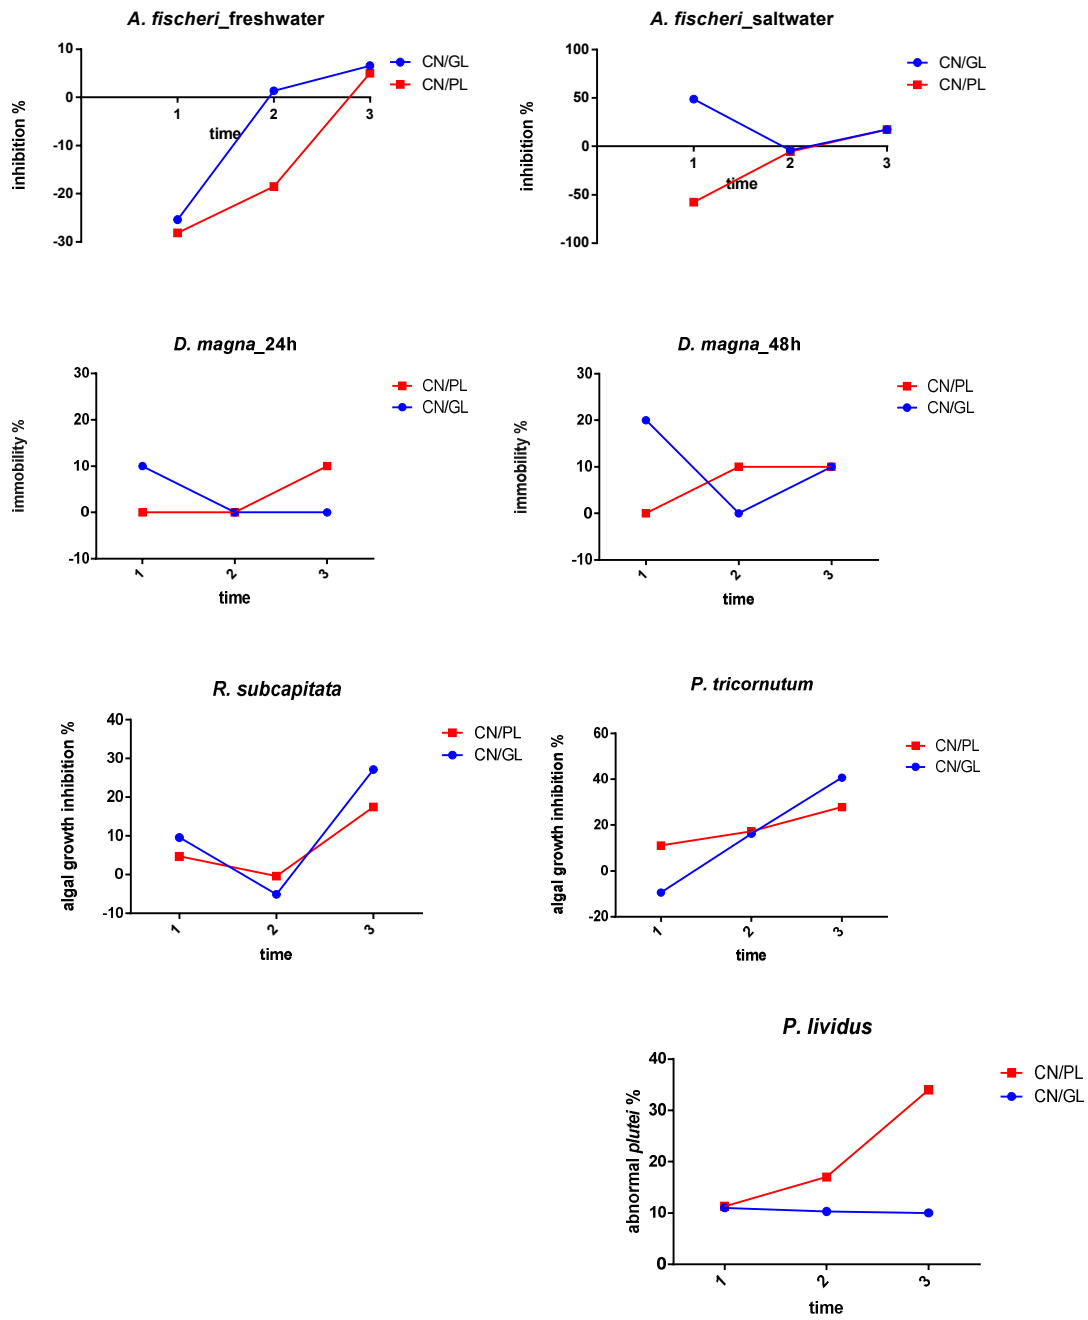 A. fischeri_freshwater
10
0
-10
-20
-30
inhibition %
1
2
3
time
CN/GL
CN/PL
A. fischeri_saltwater
100
50
0
-50
-100
inhibition %
1
2
3
time
CN/GL
CN/PL
D. magna_24h
30
20
10
0
-10
immobility %
1
2
3
time
CN/PL
CN/GL
D. magna_48h
30
20
10
0
-10
immobility %
1
2
3
time
CN/PL
CN/GL
R. subcapitata
40
30
20
10
0
-10
algal growth inhibition %
1
2
3
time
CN/PL
CN/GL
P. tricornutum
60
40
20
0
-20
algal growth inhibition %
1
2
3
time
CN/PL
CN/GL
P. lividus
40
30
20
10
0
abnormal plutei %
1
2
3
time
CN/PL
CN/GL